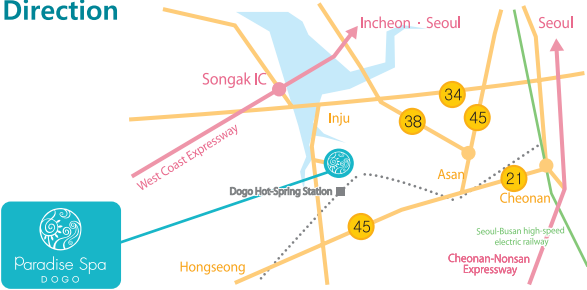 Direction
Incheon · Seoul
Seoul
Songak IC
34
Inju
38
45
West Coast Expressway
Dogo Hot-Spring Station
Asan
21
Cheonan
Paradise Spa
DOGO
45
Seoul-Busan high-speed
electric railway
Hongseong
Cheonan-Nonsan
Expressway